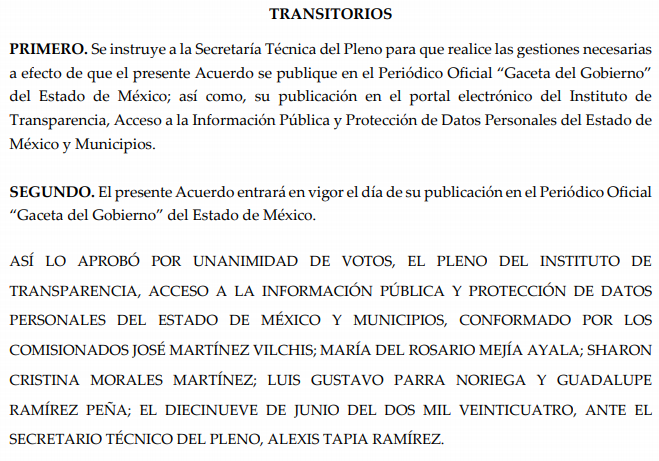 TRANSITORIOS
PRIMERO. Se instruye a la Secretaría Técnica del Pleno para que realice las gestiones necesarias
a efecto de que el presente Acuerdo se publique en el Periódico Oficial “Gaceta del Gobierno”
del Estado de México; así como, su publicación en el portal electrónico del Instituto de
Transparencia, Acceso a la Información Pública y Protección de Datos Personales del Estado de
México y Municipios.
SEGUNDO. El presente Acuerdo entrará en vigor el día de su publicación en el Periódico Oficial
“Gaceta del Gobierno” del Estado de México.
ASÍ LO APROBÓ POR UNANIMIDAD DE VOTOS, EL PLENO DEL INSTITUTO DE
TRANSPARENCIA, ACCESO A LA INFORMACIÓN PÚBLICA Y PROTECCIÓN DE DATOS
PERSONALES DEL ESTADO DE MÉXICO Y MUNICIPIOS, CONFORMADO POR LOS
COMISIONADOS JOSÉ MARTÍNEZ VILCHIS; MARÍA DEL ROSARIO MEJÍA AYALA; SHARON
CRISTINA MORALES MARTÍNEZ; LUIS GUSTAVO PARRA NORIEGA Y GUADALUPE
RAMÍREZ PEÑA; EL DIECINUEVE DE JUNIO DEL DOS MIL VEINTICUATRO, ANTE EL
SECRETARIO TÉCNICO DEL PLENO, ALEXIS TAPIA RAMÍREZ.